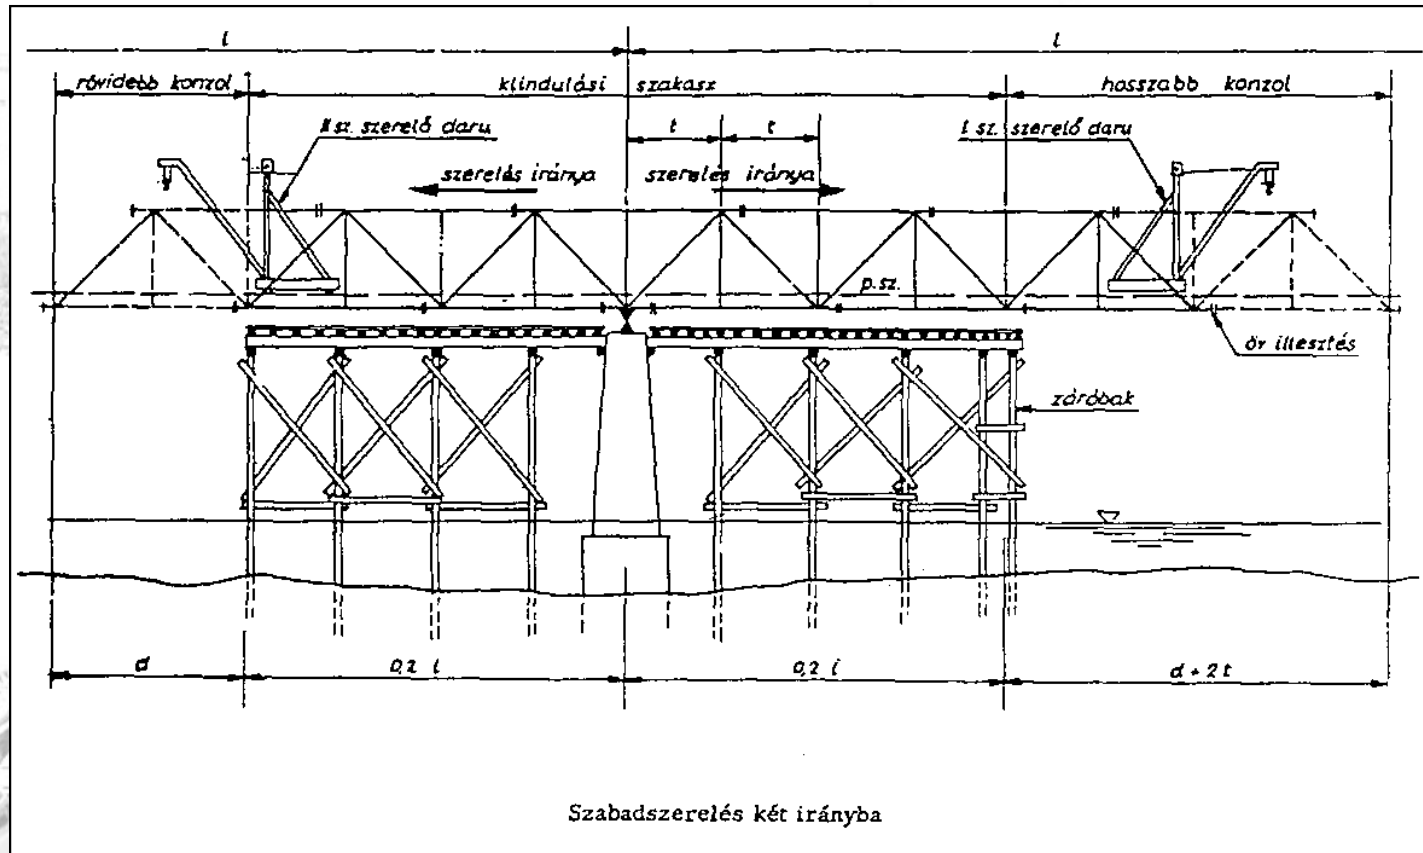 l l
rövidebb konzol kiindulási szakasz hosszabb konzol
II sz. szerelő daru t t I sz. szerelő daru
szerelés iránya szerelés iránya
p.sz.
öv illesztés
záróbak
d 0,2 l 0,2 l d + 2 t
Szabadszerelés két irányba